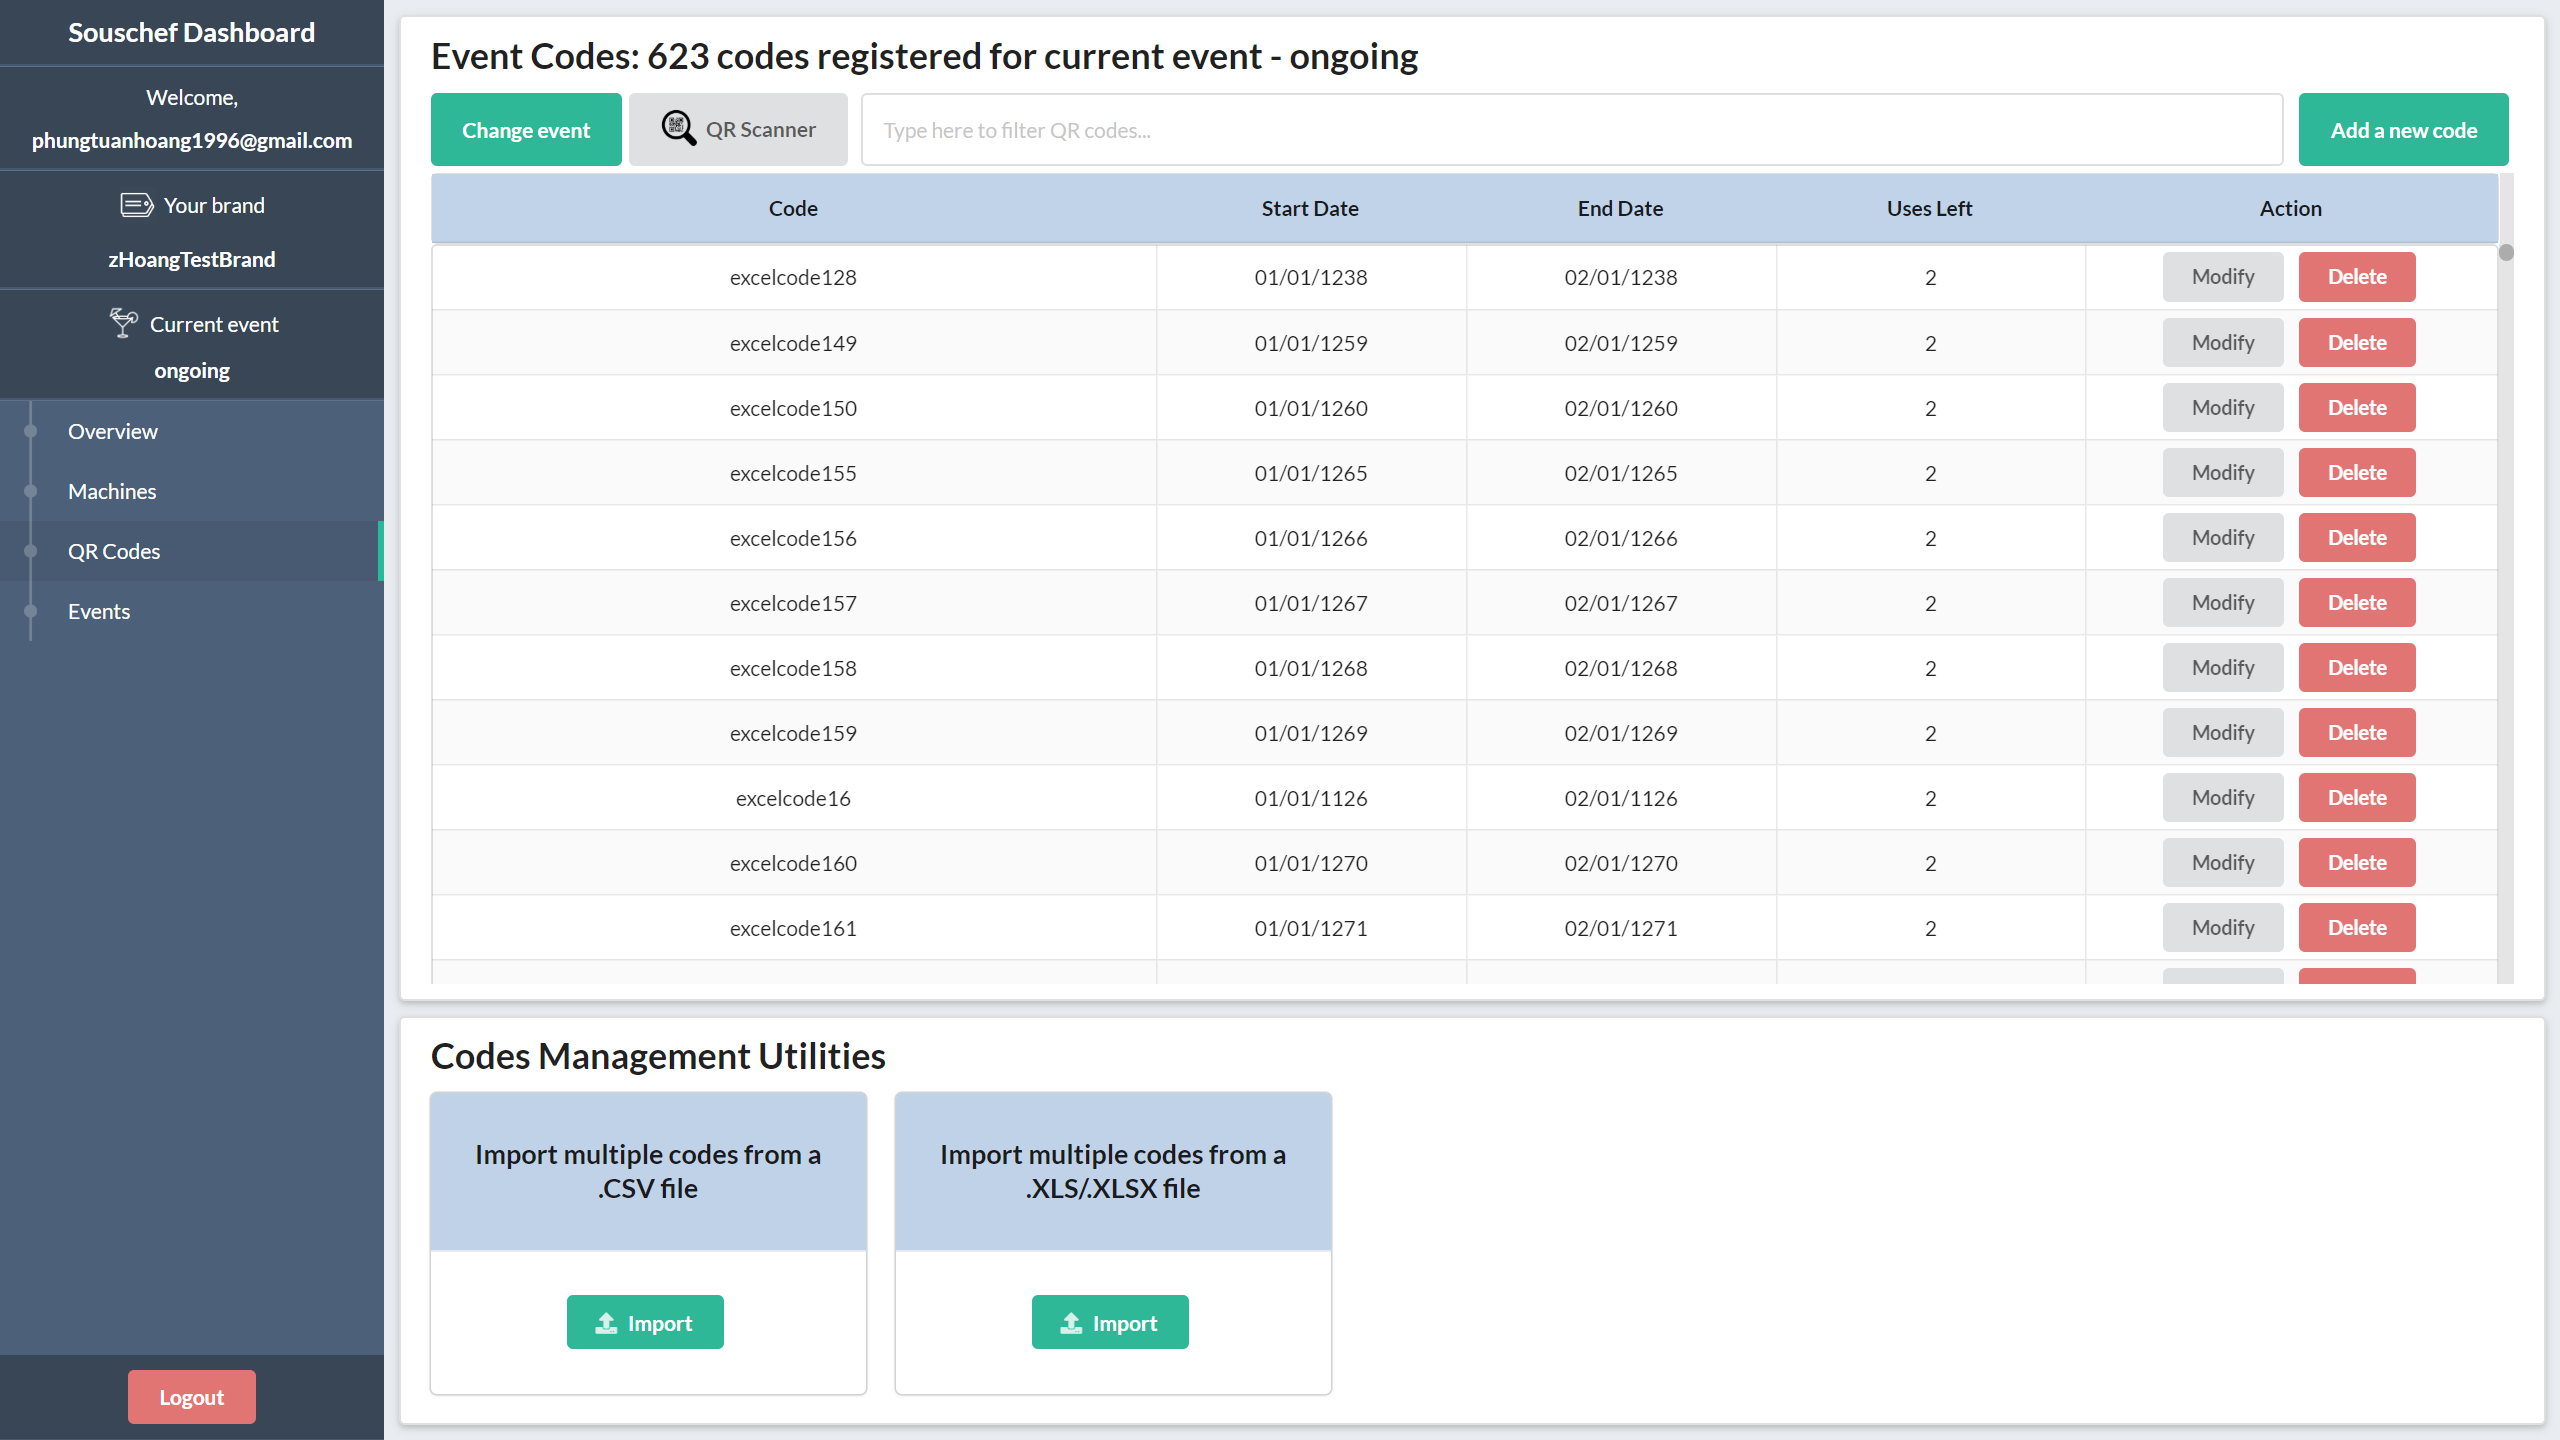 Souschef Dashboard
Welcome,
phungtuanhoang1996@gmail.com
Your brand
zHoangTestBrand
Current event
ongoing
Overview
Machines
QR Codes
Events
Logout
Event Codes: 623 codes registered for current event - ongoing
Change event QR Scanner Type here to filter QR codes... Add a new code
Code Start Date End Date Uses Left Action
excelcode128 01/01/1238 02/01/1238 2 Modify Delete
excelcode149 01/01/1259 02/01/1259 2 Modify Delete
excelcode150 01/01/1260 02/01/1260 2 Modify Delete
excelcode155 01/01/1265 02/01/1265 2 Modify Delete
excelcode156 01/01/1266 02/01/1266 2 Modify Delete
excelcode157 01/01/1267 02/01/1267 2 Modify Delete
excelcode158 01/01/1268 02/01/1268 2 Modify Delete
excelcode159 01/01/1269 02/01/1269 2 Modify Delete
excelcode16 01/01/1126 02/01/1126 2 Modify Delete
excelcode160 01/01/1270 02/01/1270 2 Modify Delete
excelcode161 01/01/1271 02/01/1271 2 Modify Delete
Codes Management Utilities
Import multiple codes from a
.CSV file
Import
Import multiple codes from a
.XLS/.XLSX file
Import